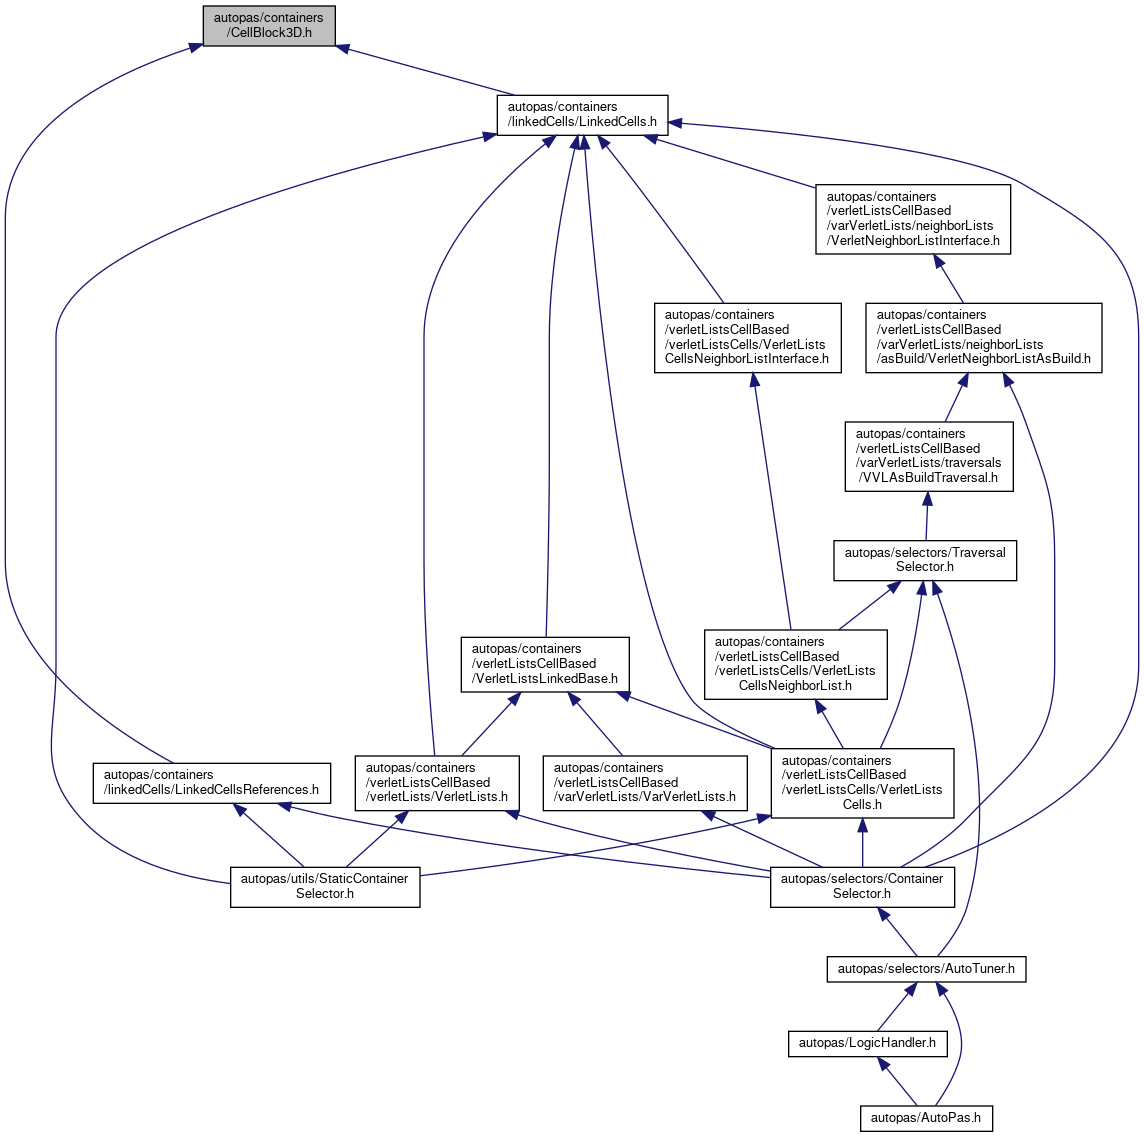 autopas/containers
/CellBlock3D.h
autopas/containers
/linkedCells/LinkedCells.h
autopas/containers
/verletListsCellBased
/varVerletLists/neighborLists
/VerletNeighborListInterface.h
autopas/containers
/verletListsCellBased
/verletListsCells/VerletLists
CellsNeighborListInterface.h
autopas/containers
/verletListsCellBased
/varVerletLists/neighborLists
/asBuild/VerletNeighborListAsBuild.h
autopas/containers
/verletListsCellBased
/varVerletLists/traversals
/VVLAsBuildTraversal.h
autopas/selectors/Traversal
Selector.h
autopas/containers
/verletListsCellBased
/VerletListsLinkedBase.h
autopas/containers
/verletListsCellBased
/verletListsCells/VerletLists
CellsNeighborList.h
autopas/containers
/linkedCells/LinkedCellsReferences.h
autopas/containers
/verletListsCellBased
/verletLists/VerletLists.h
autopas/containers
/verletListsCellBased
/varVerletLists/VarVerletLists.h
autopas/containers
/verletListsCellBased
/verletListsCells/VerletLists
Cells.h
autopas/utils/StaticContainer
Selector.h
autopas/selectors/Container
Selector.h
autopas/selectors/AutoTuner.h
autopas/LogicHandler.h
autopas/AutoPas.h